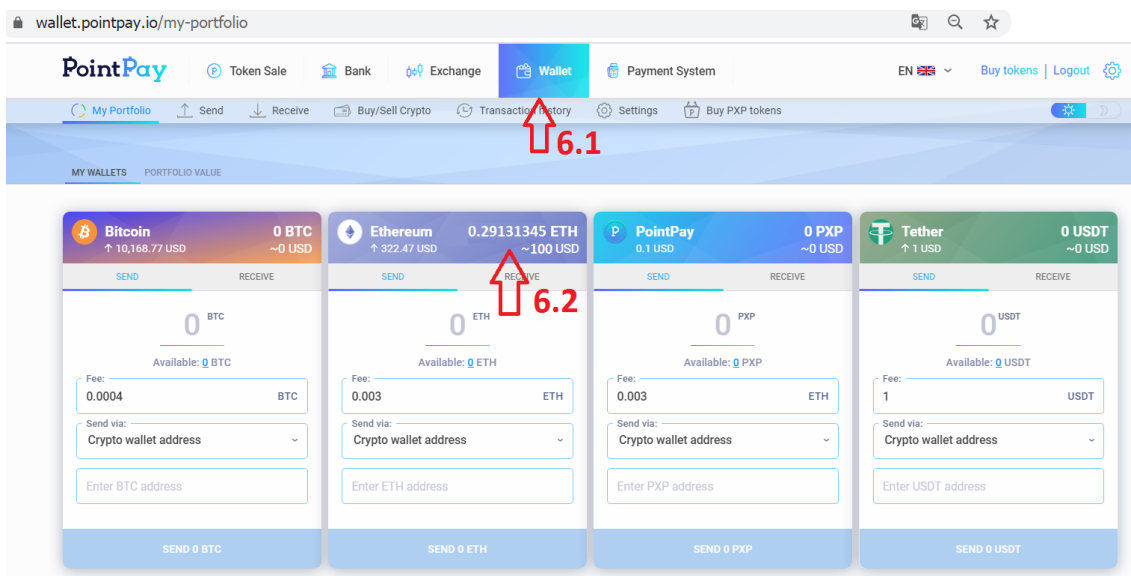 wallet.pointpay.io/my-portfolio
PointPay Token Sale Bank Exchange Wallet Payment System EN Buy tokens | Logout
My Portfolio Send Receive Buy/Sell Crypto Transaction history Settings Buy PXP tokens
6.1
MY WALLETS PORTFOLIO VALUE
Bitcoin 0 BTC Ethereum 0.29131345 ETH PointPay 0 PXP Tether 0 USDT
↑ 10,168.77 USD ~0 USD ↑ 322.47 USD ~100 USD 0.1 USD ~0 USD ↑ 1 USD ~0 USD
SEND RECEIVE SEND RECEIVE SEND RECEIVE SEND RECEIVE
6.2
0 BTC 0 ETH 0 PXP 0 USDT
Available: 0 BTC Available: 0 ETH Available: 0 PXP Available: 0 USDT
Fee: Fee: Fee: Fee:
0.0004 BTC 0.003 ETH 0.003 ETH 1 USDT
Send via: Send via: Send via: Send via:
Crypto wallet address Crypto wallet address Crypto wallet address Crypto wallet address
Enter BTC address Enter ETH address Enter PXP address Enter USDT address
SEND 0 BTC SEND 0 ETH SEND 0 PXP SEND 0 USDT